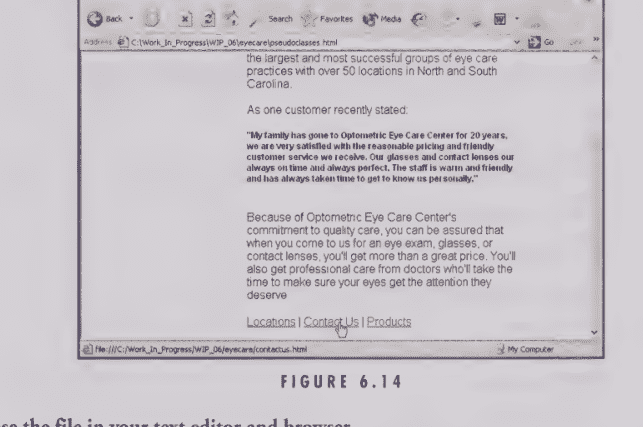 Back Search Favorites Media
Address C:\Work_In_Progress\WIP_06\eyecare\pseudoclasses.html Go
the largest and most successful groups of eye care
practices with over 50 locations in North and South
Carolina.
As one customer recently stated:
"My family has gone to Optometric Eye Care Center for 20 years,
we are very satisfied with the reasonable pricing and friendly
customer service we receive. Our glasses and contact lenses our
always on time and always perfect. The staff is warm and friendly
and has always taken time to get to know us personally."
Because of Optometric Eye Care Center's
commitment to quality care, you can be assured that
when you come to us for an eye exam, glasses, or
contact lenses, you'll get more than a great price. You'll
also get professional care from doctors who'll take the
time to make sure your eyes get the attention they
deserve
Locations | Contact Us | Products
file:///C:/Work_In_Progress/WIP_06/eyecare/contactus.html My Computer
FIGURE 6.14
the file in your text editor and browser